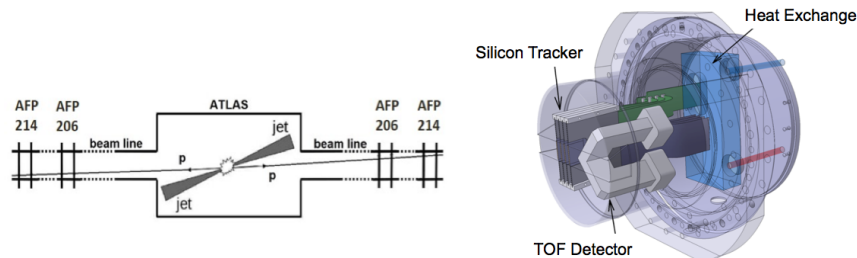 AFP AFP ATLAS AFP AFP
214 206 206 214
beam line jet beam line
p p
jet
Heat Exchange
Silicon Tracker
TOF Detector